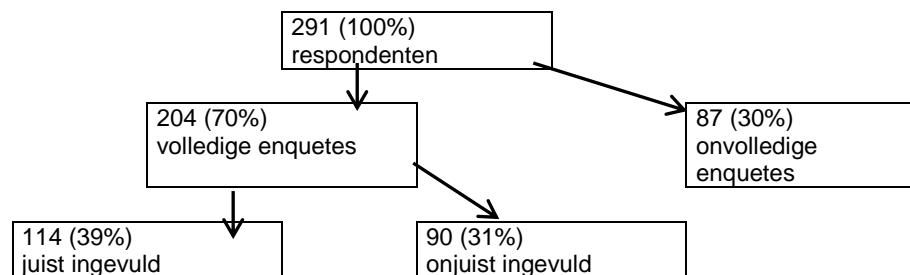 291 (100%)
respondenten
204 (70%)
volledige enquetes
87 (30%)
onvolledige
enquetes
114 (39%)
juist ingevuld
90 (31%)
onjuist ingevuld